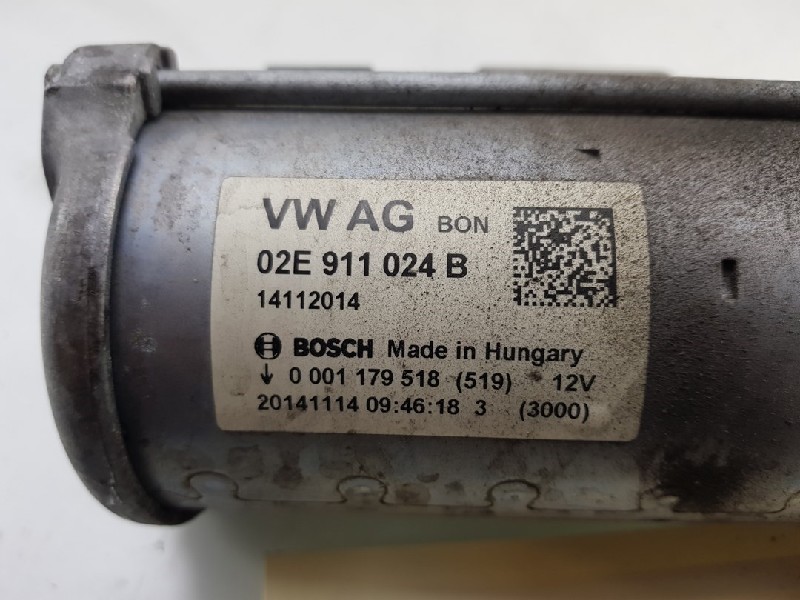 VW AG BON
02E 911 024 B
14112014
BOSCH Made in Hungary
↓ 0 001 179 518 (519) 12V
20141114 09:46:18 3 (3000)